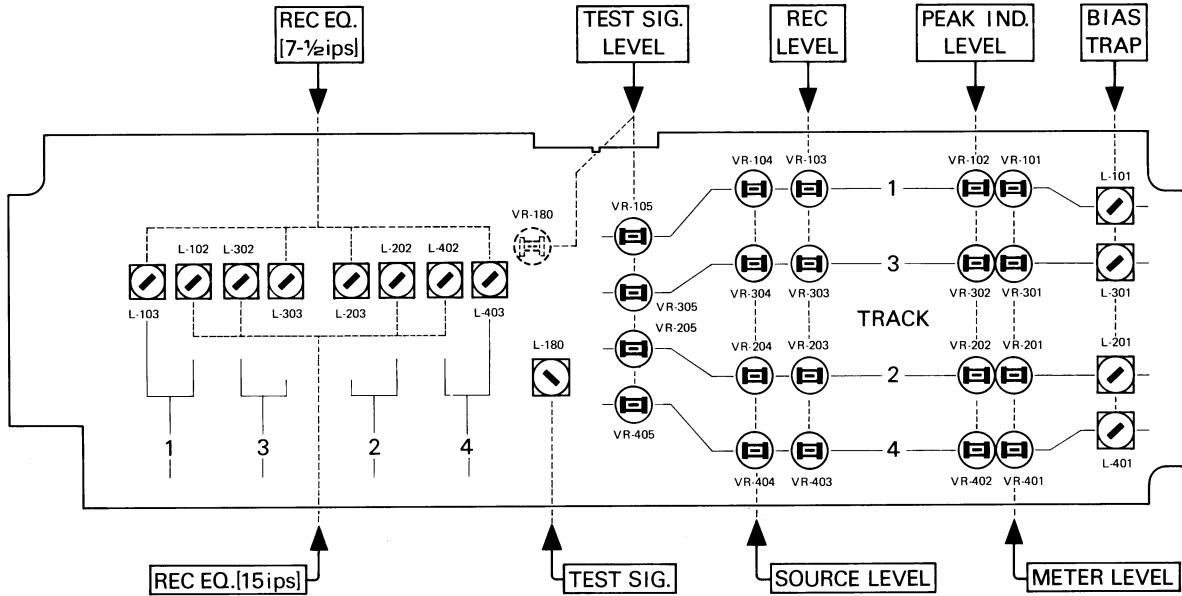 REC EQ.
[7-½ips]
TEST SIG.
LEVEL
REC
LEVEL
PEAK IND.
LEVEL
BIAS
TRAP
VR-104
VR-103
VR-102
VR-101
L-101
1
VR-105
VR-180
L-102
L-302
L-202
L-402
3
L-103
L-303
L-203
L-403
VR-305
VR-304
VR-303
VR-302
VR-301
L-301
TRACK
VR-205
L-180
VR-204
VR-203
VR-202
VR-201
L-201
2
VR-405
1
3
2
4
4
L-401
VR-404
VR-403
VR-402
VR-401
REC EQ.[15ips]
TEST SIG.
SOURCE LEVEL
METER LEVEL